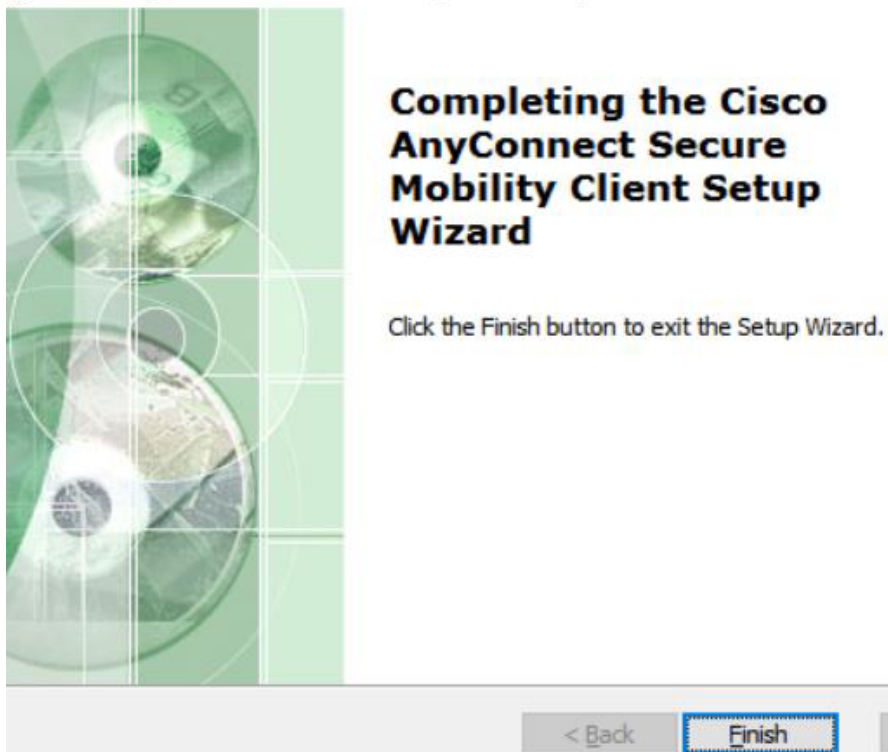 Completing the Cisco
AnyConnect Secure
Mobility Client Setup
Wizard
Click the Finish button to exit the Setup Wizard.
< Back
Finish